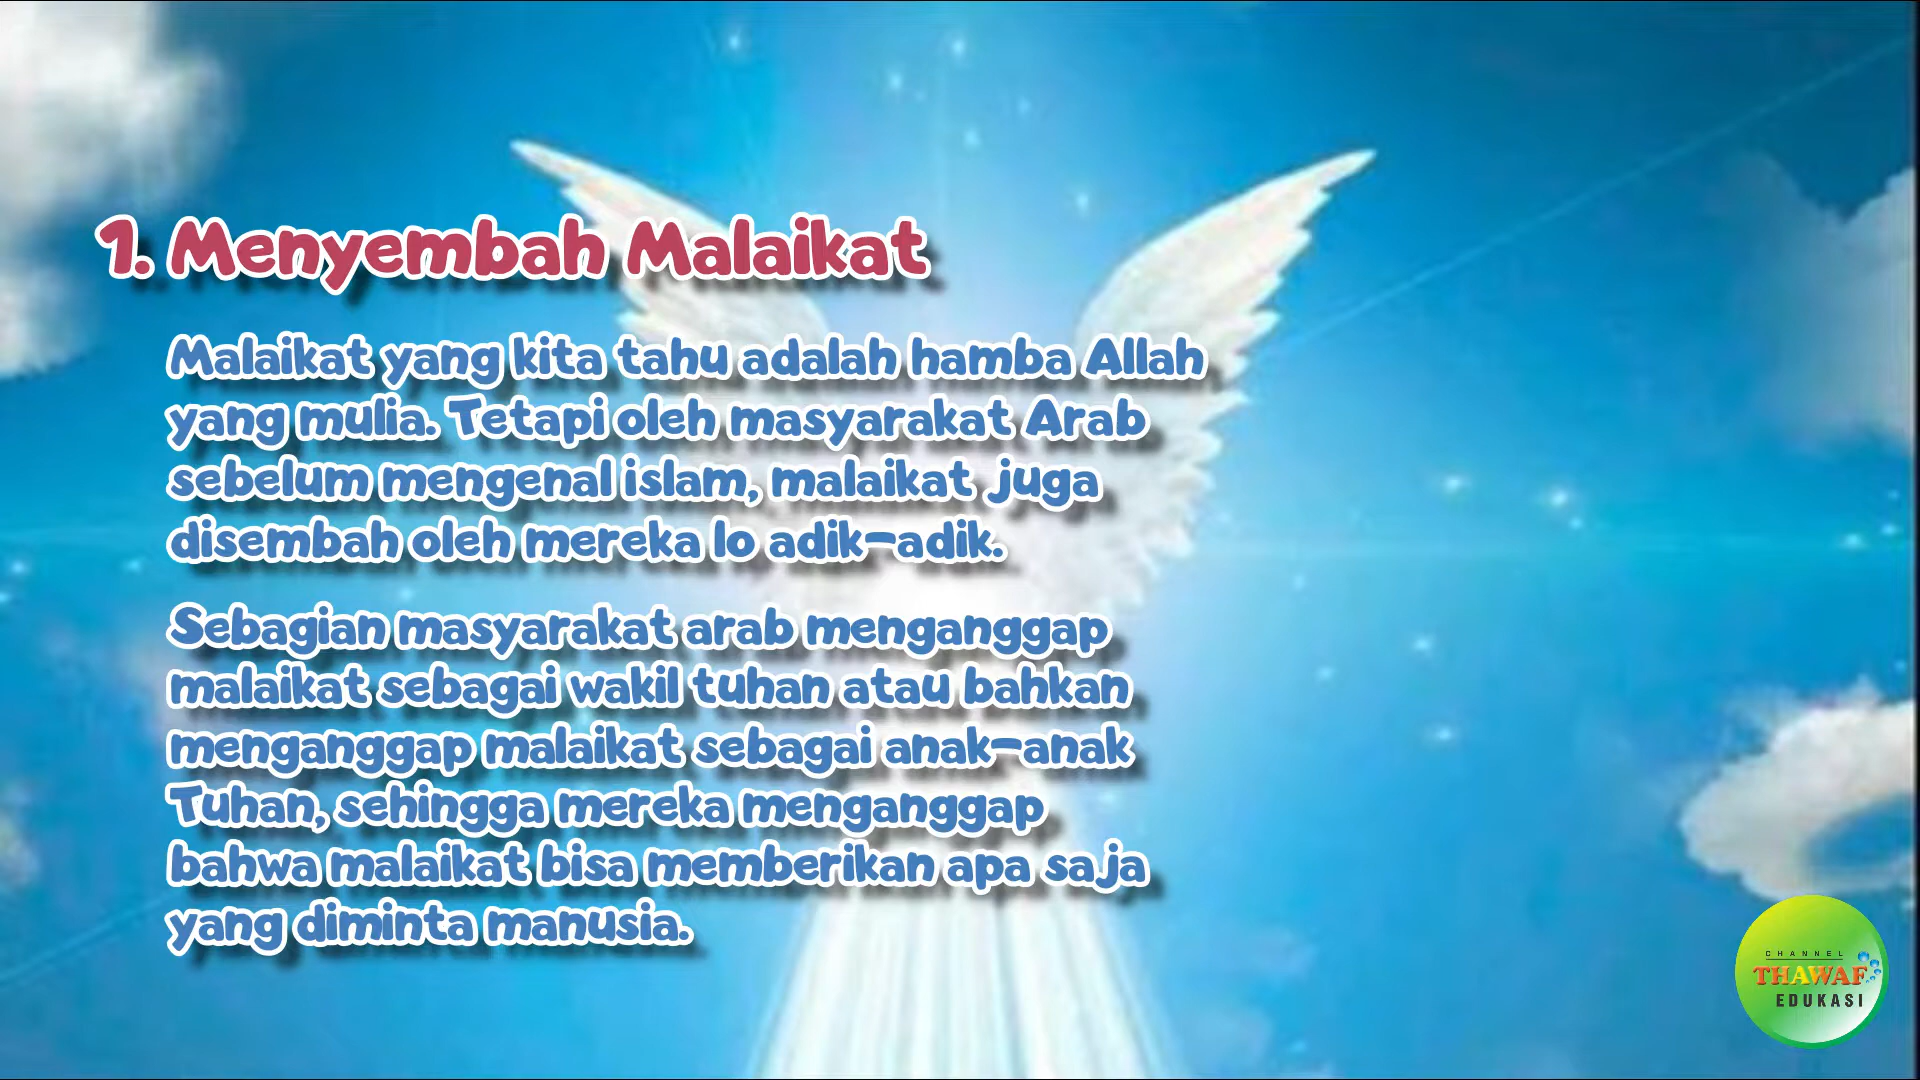 1. Menyembah Malaikat
Malaikat yang kita tahu adalah hamba Allah
yang mulia. Tetapi oleh masyarakat Arab
sebelum mengenal islam, malaikat juga
disembah oleh mereka lo adik-adik.
Sebagian masyarakat arab menganggap
malaikat sebagai wakil tuhan atau bahkan
menganggap malaikat sebagai anak-anak
Tuhan, sehingga mereka menganggap
bahwa malaikat bisa memberikan apa saja
yang diminta manusia.
CHANNEL
THAWAF
EDUKASI